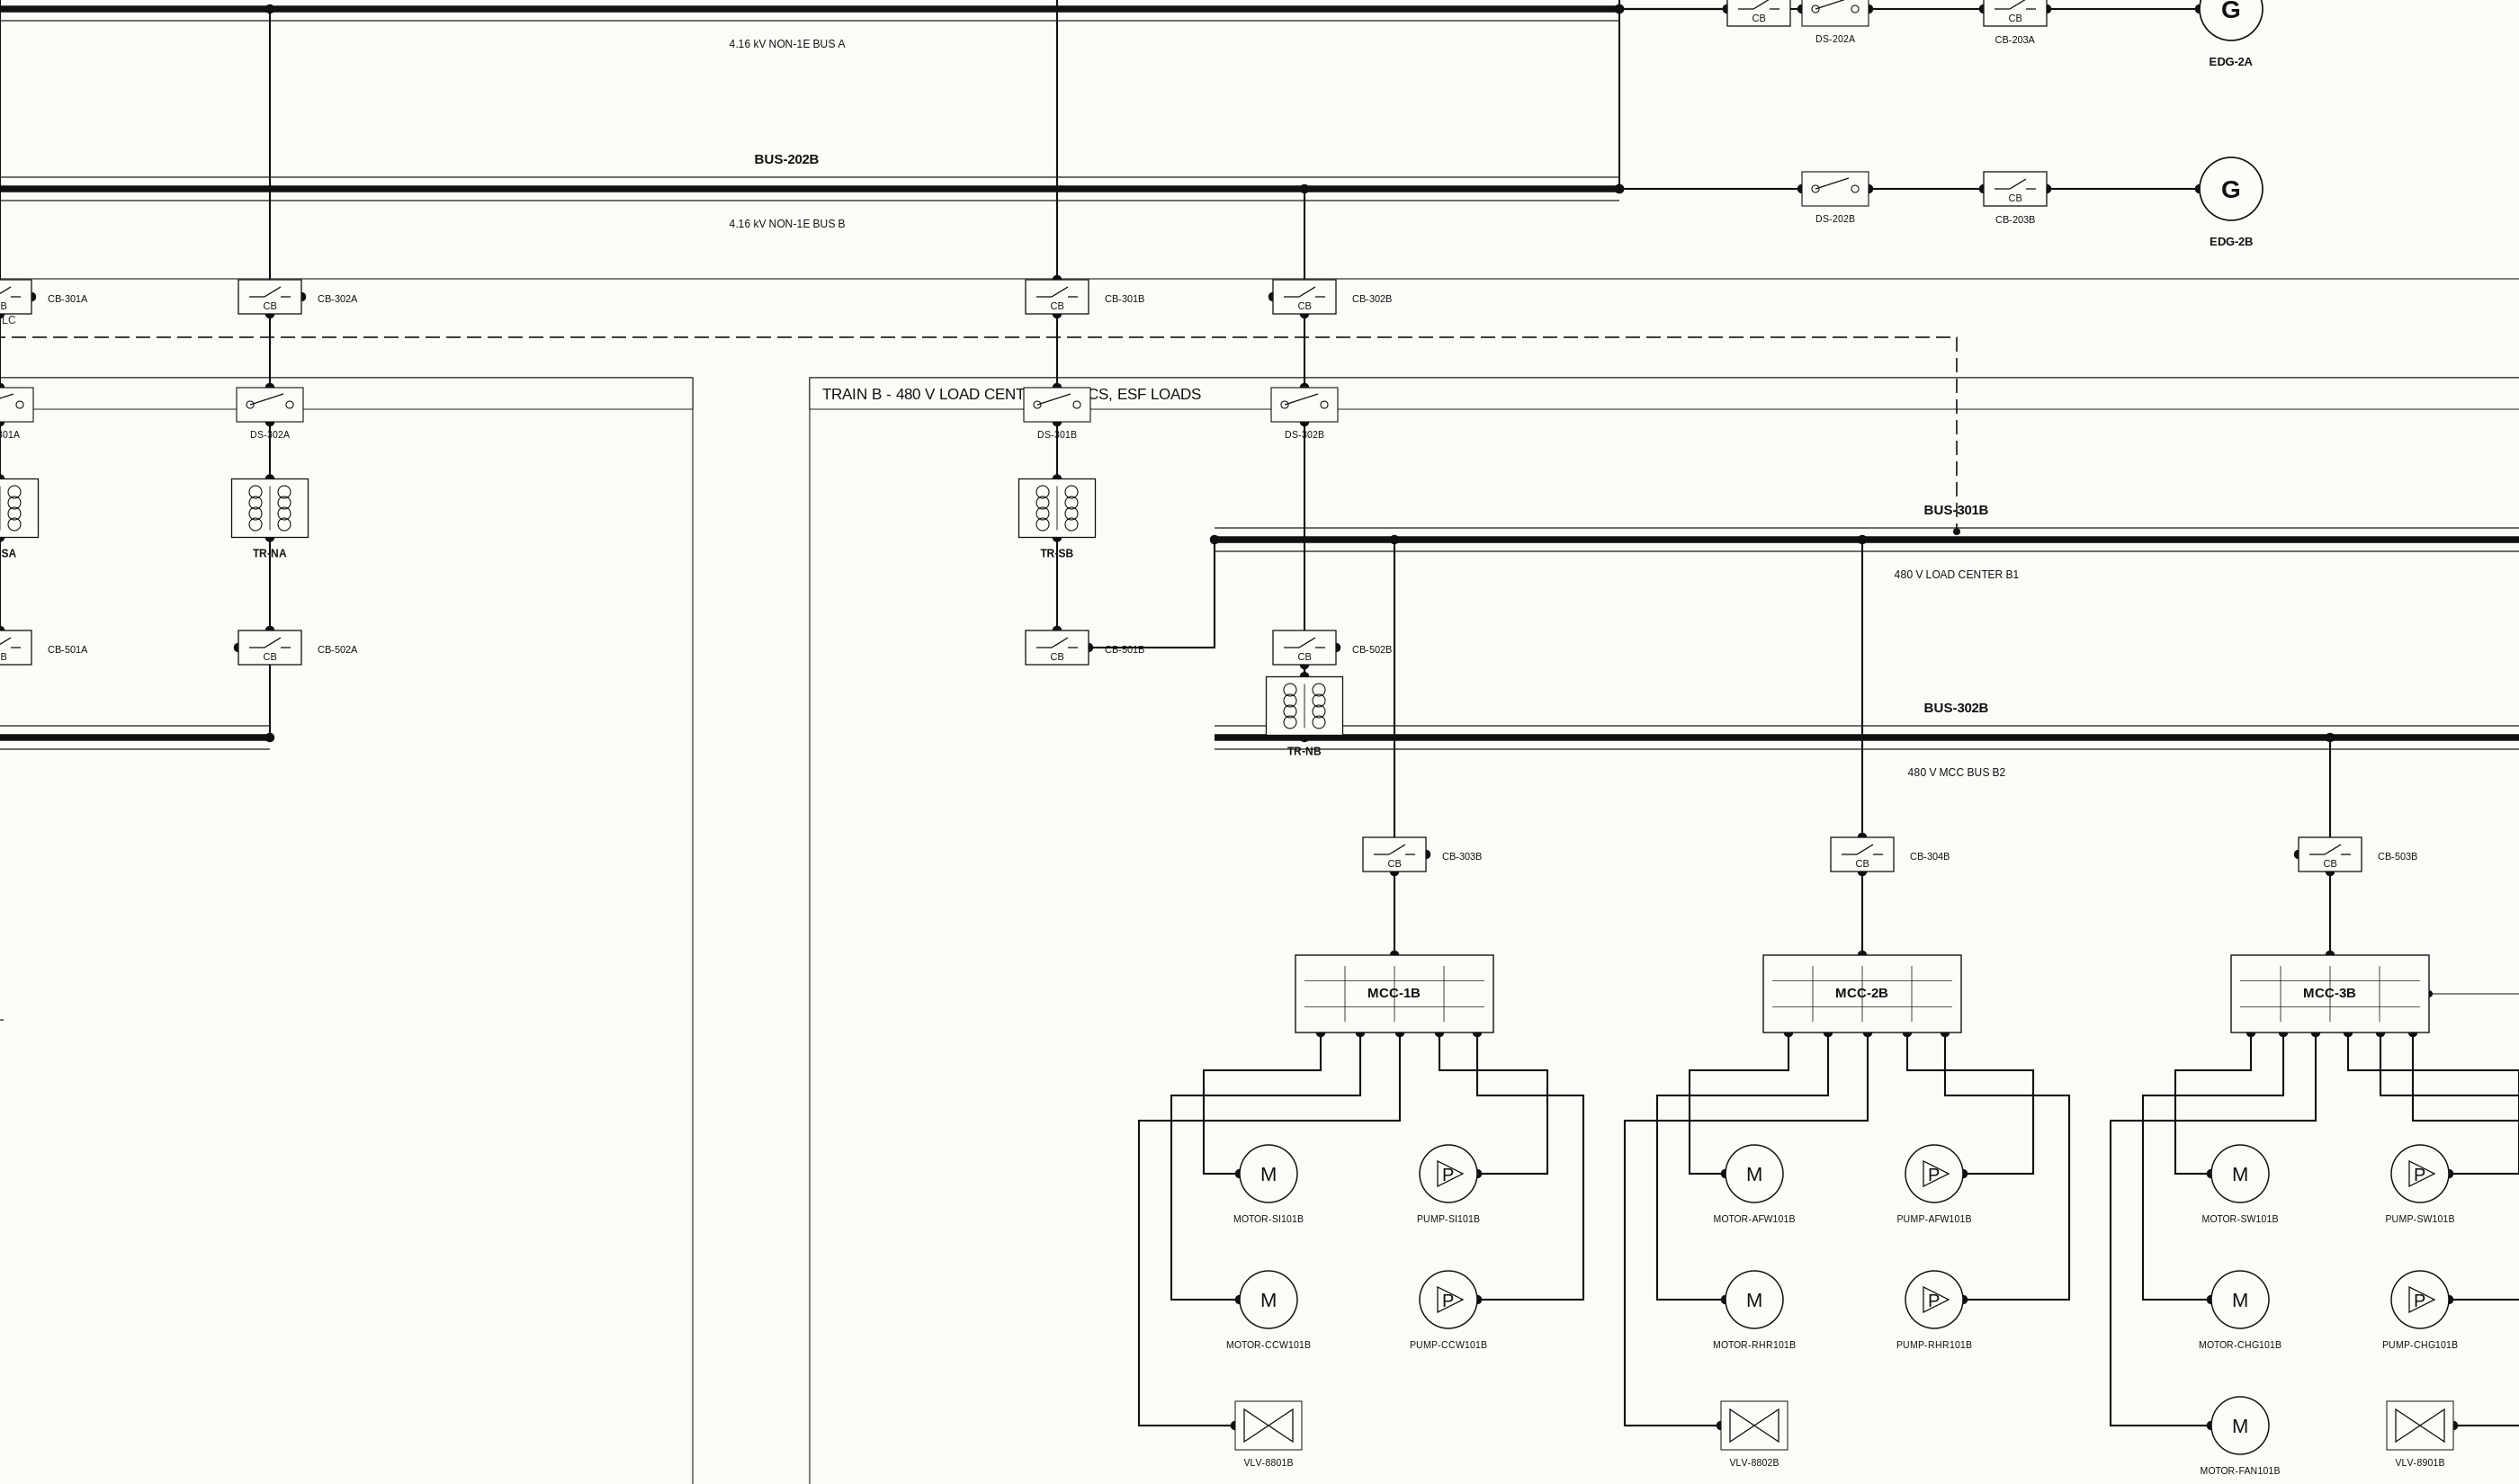 CB
CB
G
DS-202A
CB-203A
4.16 kV NON-1E BUS A
EDG-2A
BUS-202B
CB
G
DS-202B
CB-203B
4.16 kV NON-1E BUS B
EDG-2B
CB-301A
CB
CB-302A
CB
CB-301B
CB
CB-302B
B
LC
TRAIN B - 480 V LOAD CENT CS, ESF LOADS
301A
DS-302A
DS-301B
DS-302B
BUS-301B
SA
TR-NA
TR-SB
480 V LOAD CENTER B1
B
CB-501A
CB
CB-502A
CB
CB-501B
CB
CB-502B
BUS-302B
TR-NB
480 V MCC BUS B2
CB
CB-303B
CB
CB-304B
CB
CB-503B
MCC-1B
MCC-2B
MCC-3B
M
P
M
P
M
P
MOTOR-SI101B
PUMP-SI101B
MOTOR-AFW101B
PUMP-AFW101B
MOTOR-SW101B
PUMP-SW101B
M
P
M
P
M
P
MOTOR-CCW101B
PUMP-CCW101B
MOTOR-RHR101B
PUMP-RHR101B
MOTOR-CHG101B
PUMP-CHG101B
M
VLV-8801B
VLV-8802B
MOTOR-FAN101B
VLV-8901B